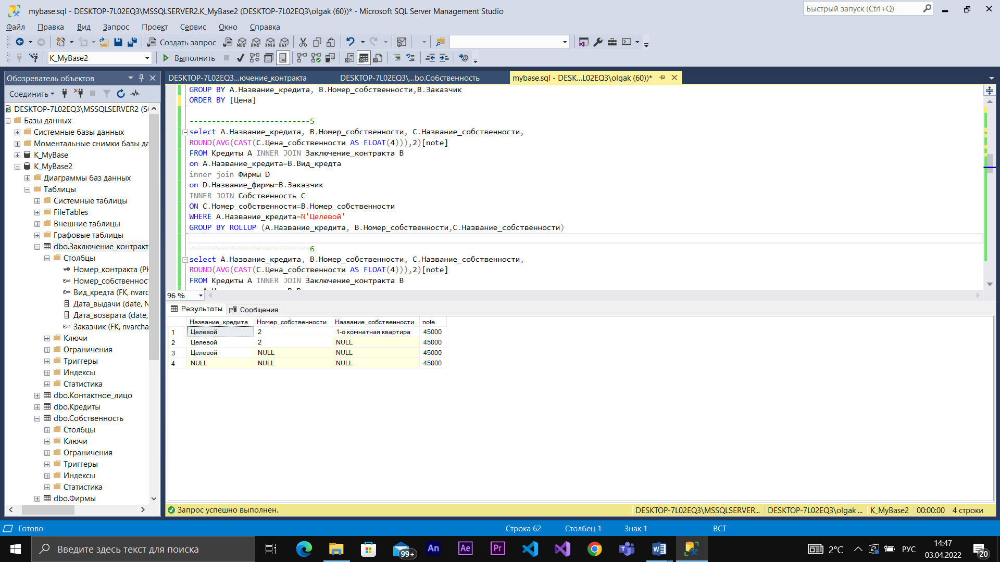 mybase.sql - DESKTOP-7L02EQ3\MSSQLSERVER2.K_MyBase2 (DESKTOP-7L02EQ3\olgak (60))* - Microsoft SQL Server Management Studio
Быстрый запуск (Ctrl+Q)
Файл Правка Вид Запрос Проект Сервис Окно Справка
Создать запрос MDX DMX XMLA DAX
K_MyBase2 Выполнить
Обозреватель объектов
DESKTOP-7L02EQ3...ючение_контракта DESKTOP-7L02EQ3\...bo.Собственность mybase.sql - DESK...L02EQ3\olgak (60))*
Соединить
DESKTOP-7L02EQ3\MSSQLSERVER2 (S
Базы данных
Системные базы данных
Моментальные снимки базы да
K_MyBase
K_MyBase2
Диаграммы баз данных
Таблицы
Системные таблицы
FileTables
Внешние таблицы
Графовые таблицы
dbo.Заключение_контракт
Столбцы
Номер_контракта (PK
Номер_собственнос
Вид_кредта (FK, nvarc
Дата_выдачи (date, N
Дата_возврата (date,
Заказчик (FK, nvarcha
Ключи
Ограничения
Триггеры
Индексы
Статистика
dbo.Контактное_лицо
dbo.Кредиты
dbo.Собственность
Столбцы
Ключи
Ограничения
Триггеры
Индексы
Статистика
dbo.Фирмы
GROUP BY A.Название_кредита, B.Номер_собственности,B.Заказчик
ORDER BY [Цена]
---------------------------5
select A.Название_кредита, B.Номер_собственности, C.Название_собственности,
ROUND(AVG(CAST(C.Цена_собственности AS FLOAT(4))),2)[note]
FROM Кредиты A INNER JOIN Заключение_контракта B
on A.Название_кредита=B.Вид_кредта
inner join Фирмы D
on D.Название_фирмы=B.Заказчик
INNER JOIN Собственность C
ON C.Номер_собственности=B.Номер_собственности
WHERE A.Название_кредита=N'Целевой'
GROUP BY ROLLUP (A.Название_кредита, B.Номер_собственности,C.Название_собственности)
---------------------------6
select A.Название_кредита, B.Номер_собственности, C.Название_собственности,
ROUND(AVG(CAST(C.Цена_собственности AS FLOAT(4))),2)[note]
FROM Кредиты A INNER JOIN Заключение_контракта B
96 %
Результаты Сообщения
Название_кредита Номер_собственности Название_собственности note
1 Целевой 2 1-о комнатная квартира 45000
2 Целевой 2 NULL 45000
3 Целевой NULL NULL 45000
4 NULL NULL NULL 45000
Запрос успешно выполнен. DESKTOP-7L02EQ3\MSSQLSERVER... DESKTOP-7L02EQ3\olgak ... K_MyBase2 00:00:00 4 строки
Готово Строка 62 Столбец 1 Знак 1 ВСТ
Введите здесь текст для поиска 99+ An Ae Pr 2°C РУС 14:47
03.04.2022 20